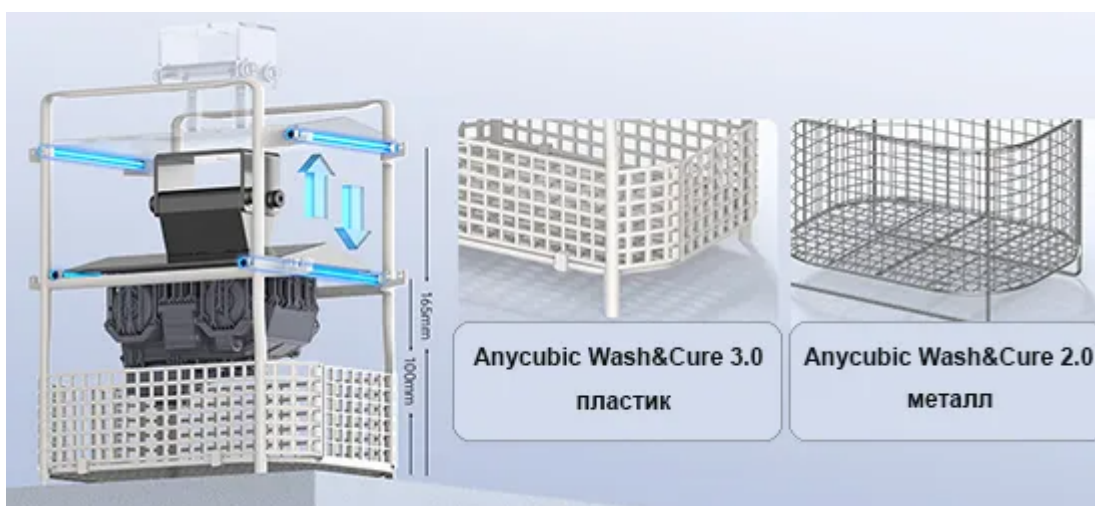 165mm
100mm
Anycubic Wash&Cure 3.0
пластик
Anycubic Wash&Cure 2.0
металл